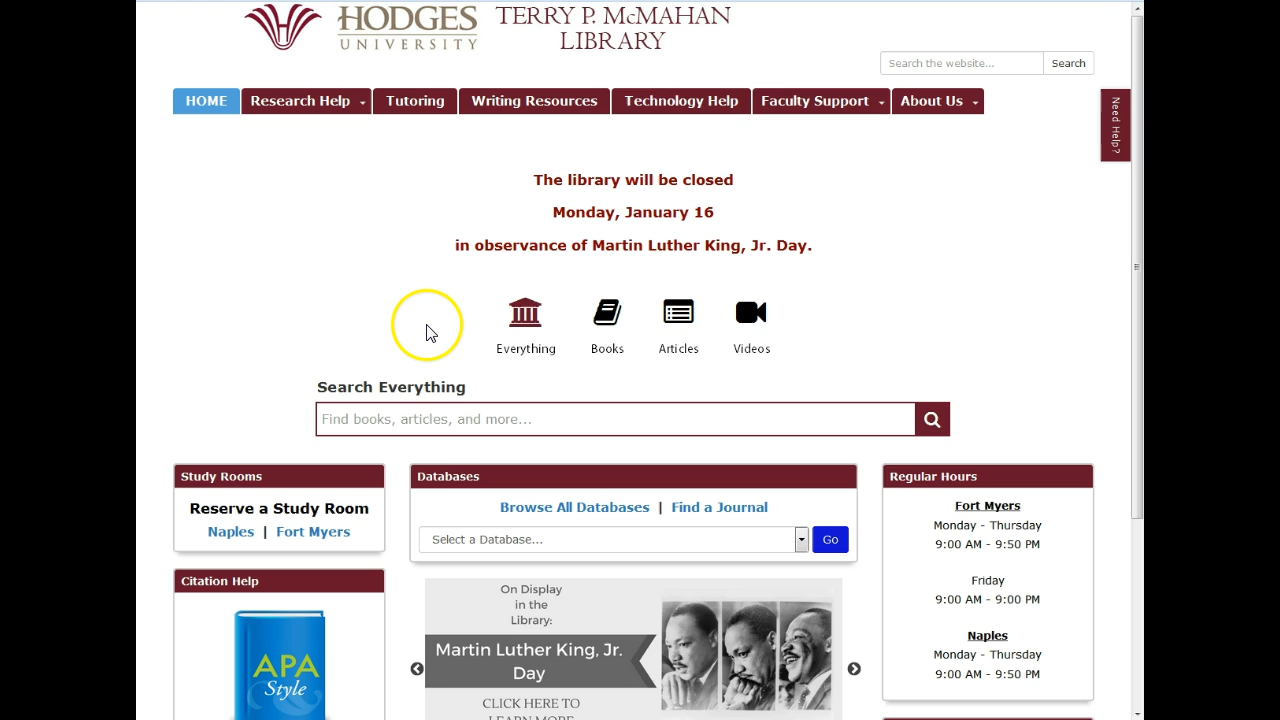 HODGES
UNIVERSITY
TERRY P. McMAHAN
LIBRARY
Search the website...
Search
HOME
Research Help
Tutoring
Writing Resources
Technology Help
Faculty Support
About Us
Need Help?
The library will be closed
Monday, January 16
in observance of Martin Luther King, Jr. Day.
Everything
Books
Articles
Videos
Search Everything
Find books, articles, and more...
Study Rooms
Reserve a Study Room
Naples | Fort Myers
Citation Help
APA
Style
Databases
Browse All Databases | Find a Journal
Select a Database...
Go
On Display
in the
Library:
Martin Luther King, Jr.
Day
CLICK HERE TO
LEARN MORE
Regular Hours
Fort Myers
Monday - Thursday
9:00 AM - 9:50 PM
Friday
9:00 AM - 9:00 PM
Naples
Monday - Thursday
9:00 AM - 9:50 PM